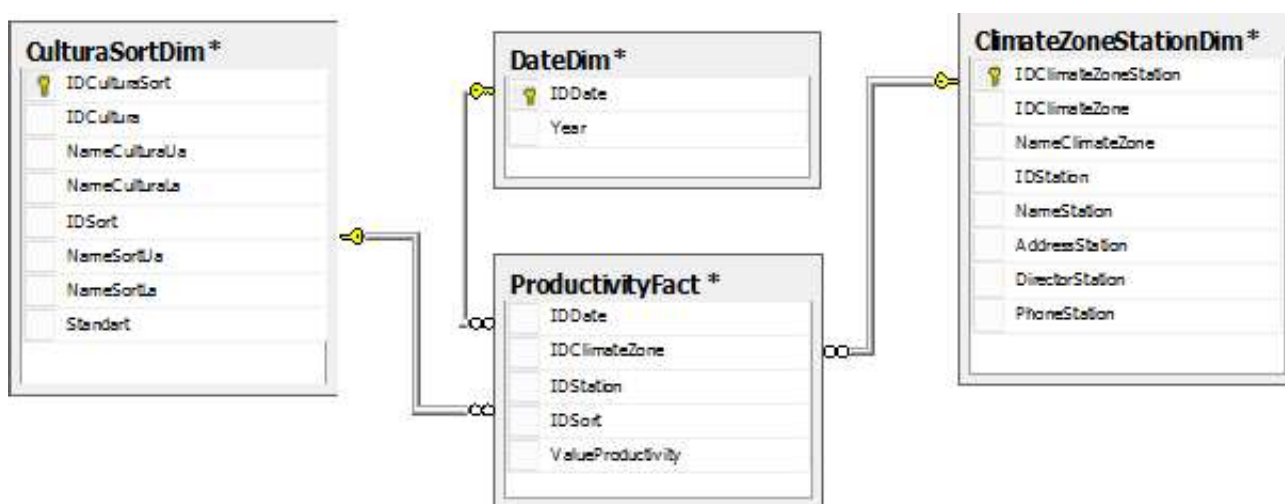 CulturaSortDim *
IDCulturaSort
IDCultura
NameCulturaUa
NameCulturaLa
IDSort
NameSortUa
NameSortLa
Standart
DateDim *
IDDate
Year
ProductivityFact *
IDDate
IDClimateZone
IDStation
IDSort
ValueProductivity
ClimateZoneStationDim *
IDClimateZoneStation
IDClimateZone
NameClimateZone
IDStation
NameStation
AddressStation
DirectorStation
PhoneStation